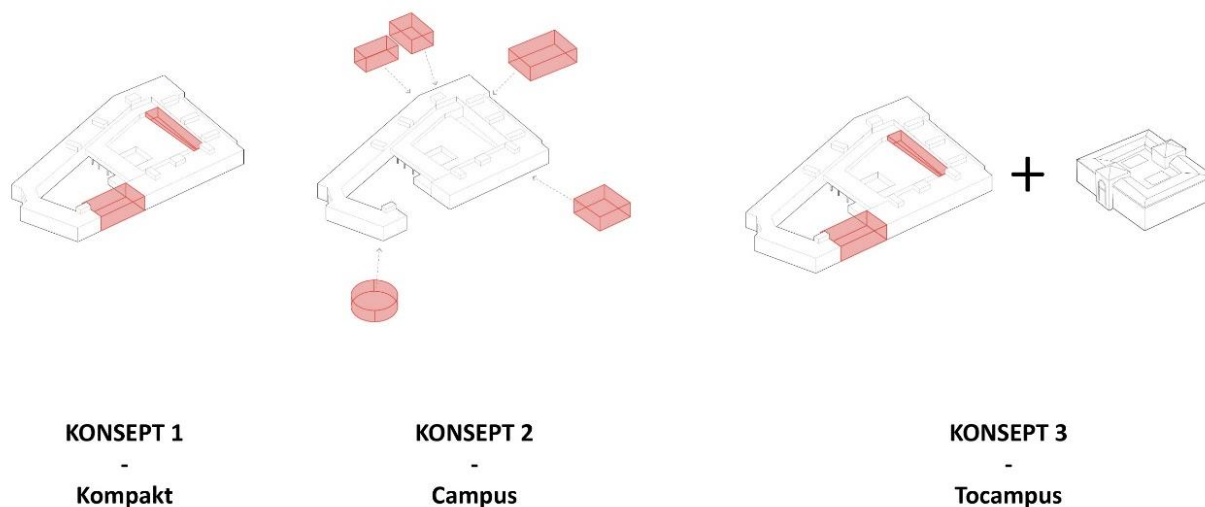 KONSEPT 1
-
Kompakt
KONSEPT 2
-
Campus
KONSEPT 3
-
Tocampus